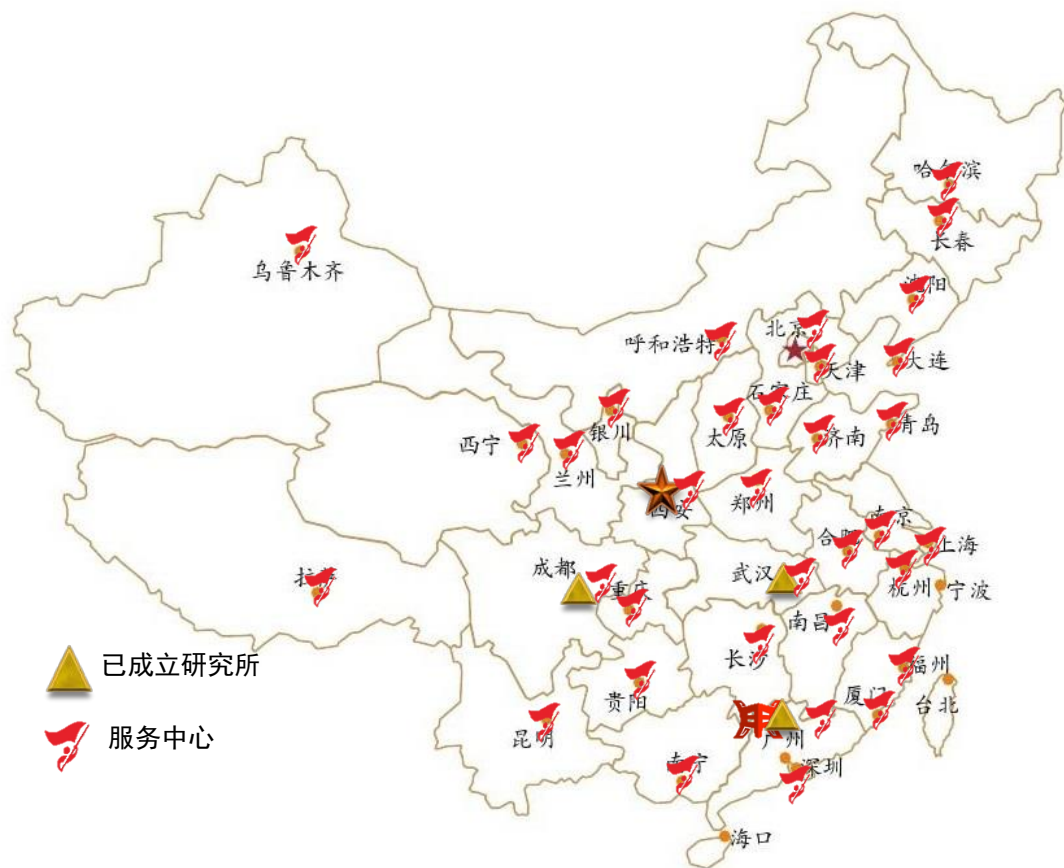 哈尔滨
长春
沈阳
乌鲁木齐
北京
呼和浩特
天津
大连
石家庄
银川
太原
济南
青岛
西宁
兰州
西安
郑州
南京
合肥
上海
成都
武汉
拉萨
重庆
杭州
宁波
南昌
长沙
已成立研究所
福州
贵阳
厦门
台北
服务中心
昆明
广州
南宁
深圳
海口